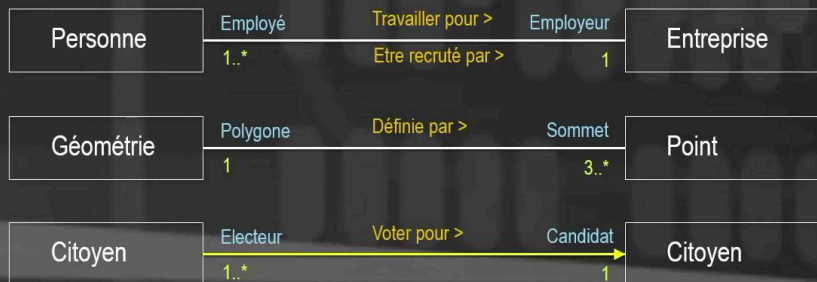 Personne Employé Travailler pour > Employeur Entreprise
1..* Etre recruté par > 1
Géométrie Polygone Définie par > Sommet Point
1 3..*
Citoyen Electeur Voter pour > Candidat Citoyen
1..* 1